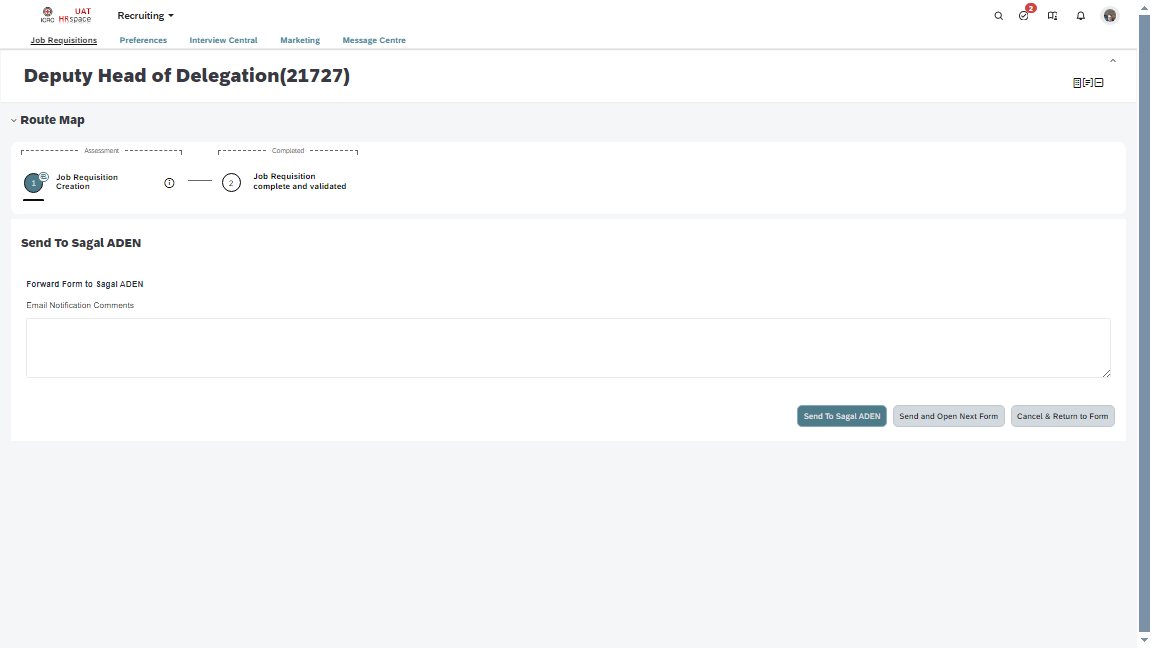 ICRC
UAT
HRspace
Recruiting
2
Job Requisitions
Preferences
Interview Central
Marketing
Message Centre
Deputy Head of Delegation(21727)
Route Map
Assessment
Completed
1
Job Requisition
Creation
2
Job Requisition
complete and validated
Send To Sagal ADEN
Forward Form to Sagal ADEN
Email Notification Comments
Send To Sagal ADEN
Send and Open Next Form
Cancel & Return to Form